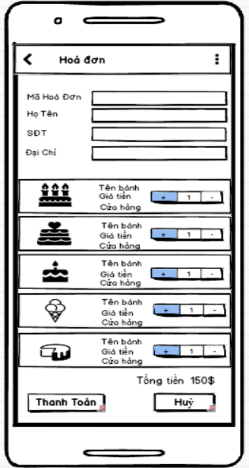 Hoá đơn
Mã Hoá Đơn
Họ Tên
SĐT
Đại Chỉ
Tên bánh
Giá tiền + 1 -
Cửa hàng
Tên bánh
Giá tiền + 1 -
Cửa hàng
Tên bánh
Giá tiền + 1 -
Cửa hàng
Tên bánh
Giá tiền + 1 -
Cửa hàng
Tên bánh
Giá tiền + 1 -
Cửa hàng
Tổng tiền 150$
Thanh Toán Huỷ